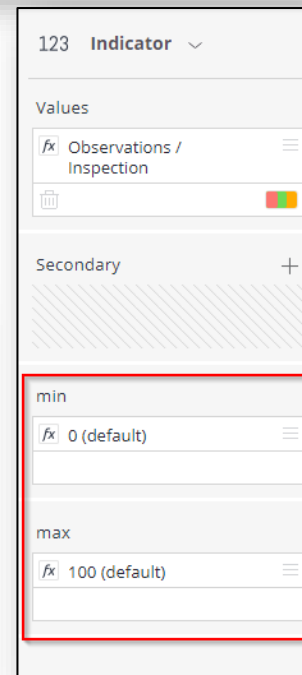 123 Indicator
Values
fx Observations /
Inspection
Secondary
min
fx 0 (default)
max
fx 100 (default)